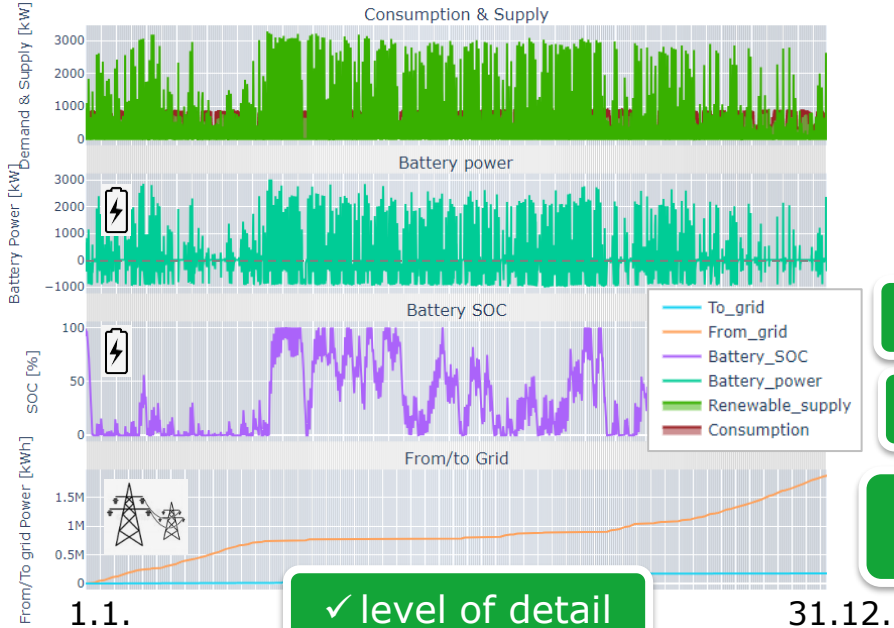 Consumption & Supply
Demand & Supply [kW]
3000
2000
1000
0
Battery power
Battery Power [kW]
3000
2000
1000
0
−1000
Battery SOC
SOC [%]
100
50
0
To_grid
From_grid
Battery_SOC
Battery_power
Renewable_supply
Consumption
From/to Grid
From/To grid Power [kWh]
1.5M
1M
0.5M
0
1.1.
✓ level of detail
31.12.